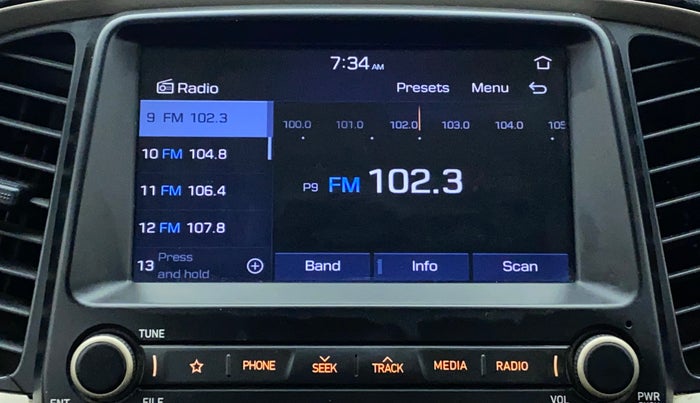 7:34 AM
Radio
Presets Menu
9 FM 102.3
10 FM 104.8
11 FM 106.4
12 FM 107.8
13 Press and hold
100.0 101.0 102.0 103.0 104.0 105
P9 FM 102.3
Band Info Scan
TUNE
PHONE SEEK TRACK MEDIA RADIO
ENT FILE VOL PWR